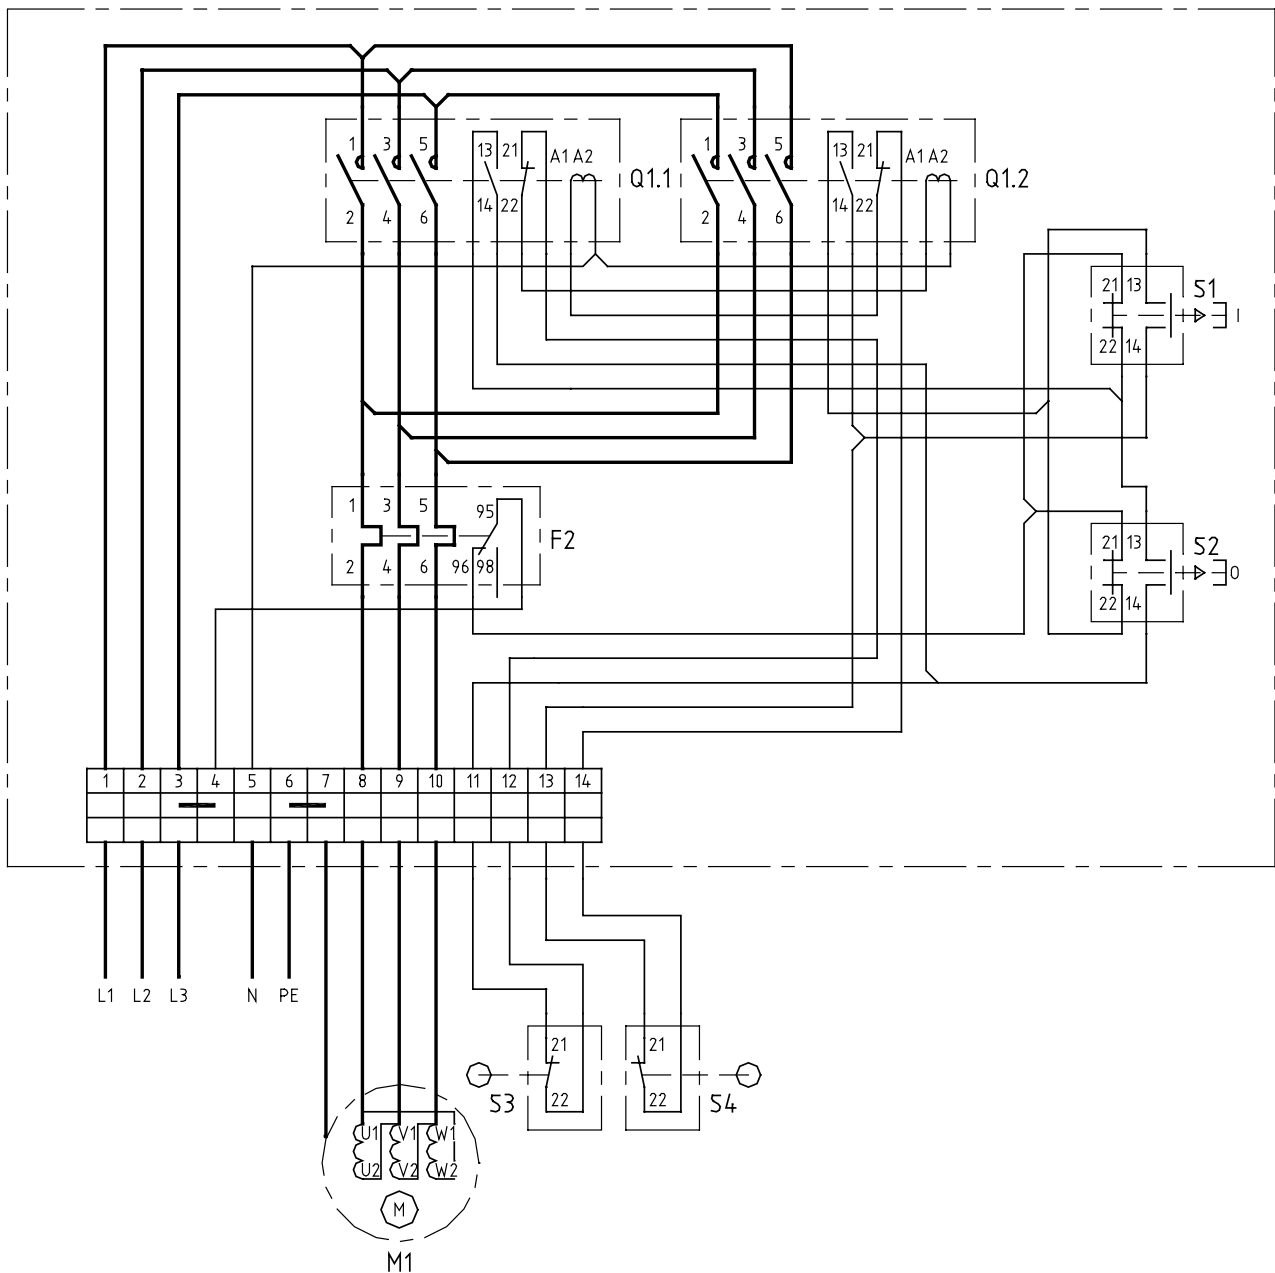 1 3 5 13 21 A1 A2 Q1.1
14 22
2 4 6
1 3 5 13 21 A1 A2 Q1.2
14 22
2 4 6
21 13 S1
I
22 14
1 3 5 95
F2
2 4 6 96 98
21 13 S2
O
22 14
1 2 3 4 5 6 7 8 9 10 11 12 13 14
L1 L2 L3 N PE
21
S3
22
21
S4
22
U1 V1 W1
U2 V2 W2
M
M1